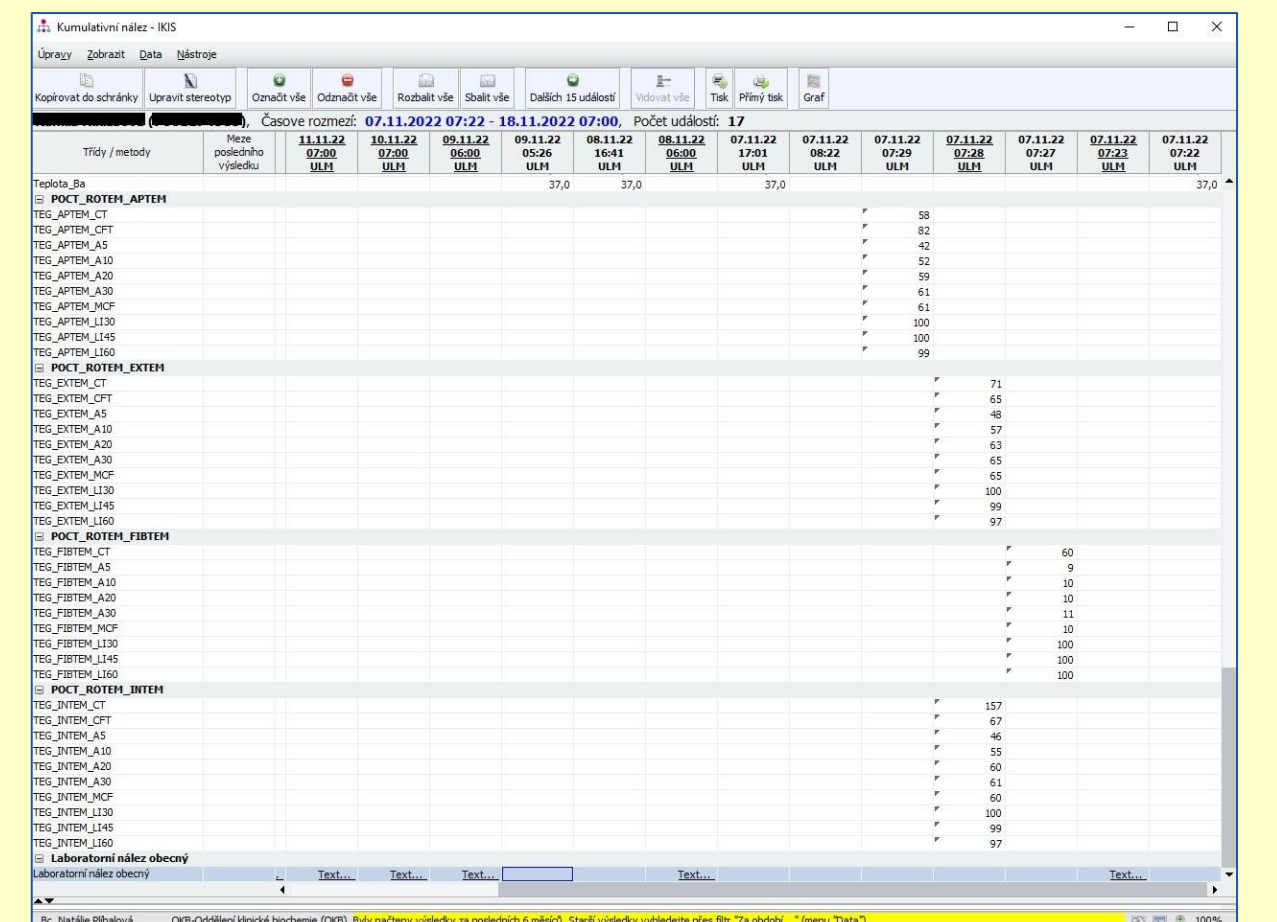 Kumulativní nález - IKIS
Úpravy Zobrazit Data Nástroje
Kopírovat do schránky Upravit stereotyp Označit vše Odznačit vše Rozbalit vše Sbalit vše Dalších 15 událostí Vidovat vše Tisk Přímý tisk Graf
, Časove rozmezí: 07.11.2022 07:22 - 18.11.2022 07:00, Počet událostí: 17
Třídy / metody Meze posledního výsledku 11.11.22 07:00 ULM 10.11.22 07:00 ULM 09.11.22 06:00 ULM 09.11.22 05:26 ULM 08.11.22 16:41 ULM 08.11.22 06:00 ULM 07.11.22 17:01 ULM 07.11.22 08:22 ULM 07.11.22 07:29 ULM 07.11.22 07:28 ULM 07.11.22 07:27 ULM 07.11.22 07:23 ULM 07.11.22 07:22 ULM
Teplota_Ba 37,0 37,0 37,0 37,0
POCT_ROTEM_APTEM
TEG_APTEM_CT 58
TEG_APTEM_CFT 82
TEG_APTEM_A5 42
TEG_APTEM_A10 52
TEG_APTEM_A20 59
TEG_APTEM_A30 61
TEG_APTEM_MCF 61
TEG_APTEM_LI30 100
TEG_APTEM_LI45 100
TEG_APTEM_LI60 99
POCT_ROTEM_EXTEM
TEG_EXTEM_CT 71
TEG_EXTEM_CFT 65
TEG_EXTEM_A5 48
TEG_EXTEM_A10 57
TEG_EXTEM_A20 63
TEG_EXTEM_A30 65
TEG_EXTEM_MCF 65
TEG_EXTEM_LI30 100
TEG_EXTEM_LI45 99
TEG_EXTEM_LI60 97
POCT_ROTEM_FIBTEM
TEG_FIBTEM_CT 60
TEG_FIBTEM_A5 9
TEG_FIBTEM_A10 10
TEG_FIBTEM_A20 10
TEG_FIBTEM_A30 11
TEG_FIBTEM_MCF 10
TEG_FIBTEM_LI30 100
TEG_FIBTEM_LI45 100
TEG_FIBTEM_LI60 100
POCT_ROTEM_INTEM
TEG_INTEM_CT 157
TEG_INTEM_CFT 67
TEG_INTEM_A5 46
TEG_INTEM_A10 55
TEG_INTEM_A20 60
TEG_INTEM_A30 61
TEG_INTEM_MCF 60
TEG_INTEM_LI30 100
TEG_INTEM_LI45 99
TEG_INTEM_LI60 97
Laboratorní nález obecný
Laboratorní nález obecný . Text... Text... Text... Text... Text...
Bc. Natálie Plíhalová OKB-Oddělení klinické biochemie (OKB) Byly načteny výsledky za posledních 6 měsíců. Starší výsledky vyhledejte přes filtr "Za období ..." (menu "Data") 100%